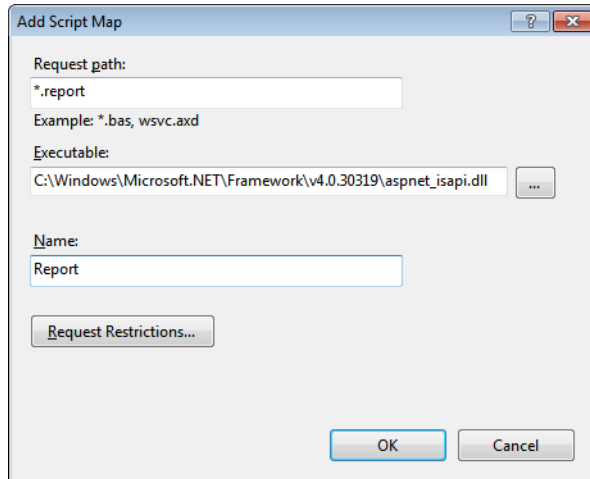 Add Script Map
?
Request path:
*.report
Example: *.bas, wsvc.axd
Executable:
C:\Windows\Microsoft.NET\Framework\v4.0.30319\aspnet_isapi.dll
...
Name:
Report
Request Restrictions...
OK Cancel